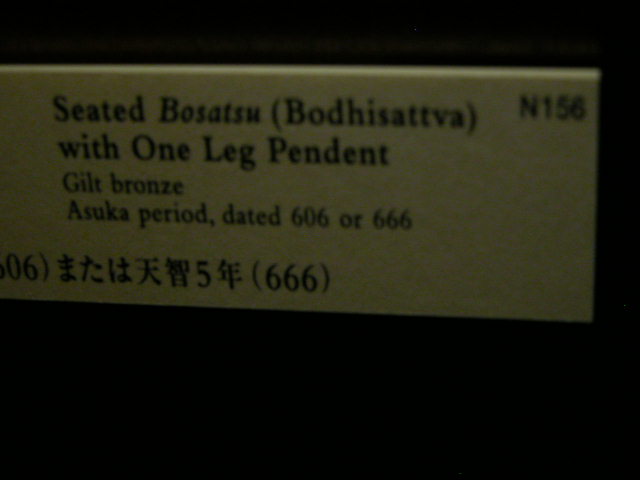 Seated Bosatsu (Bodhisattva) N156
with One Leg Pendent
Gilt bronze
Asuka period, dated 606 or 666
606)または天智5年(666)